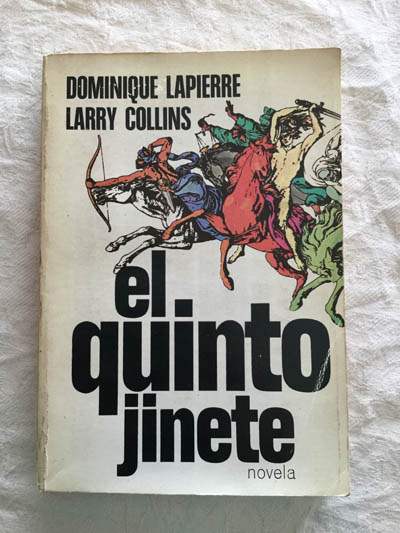 DOMINIQUE LAPIERRE
LARRY COLLINS
el
quinto
jinete
novela